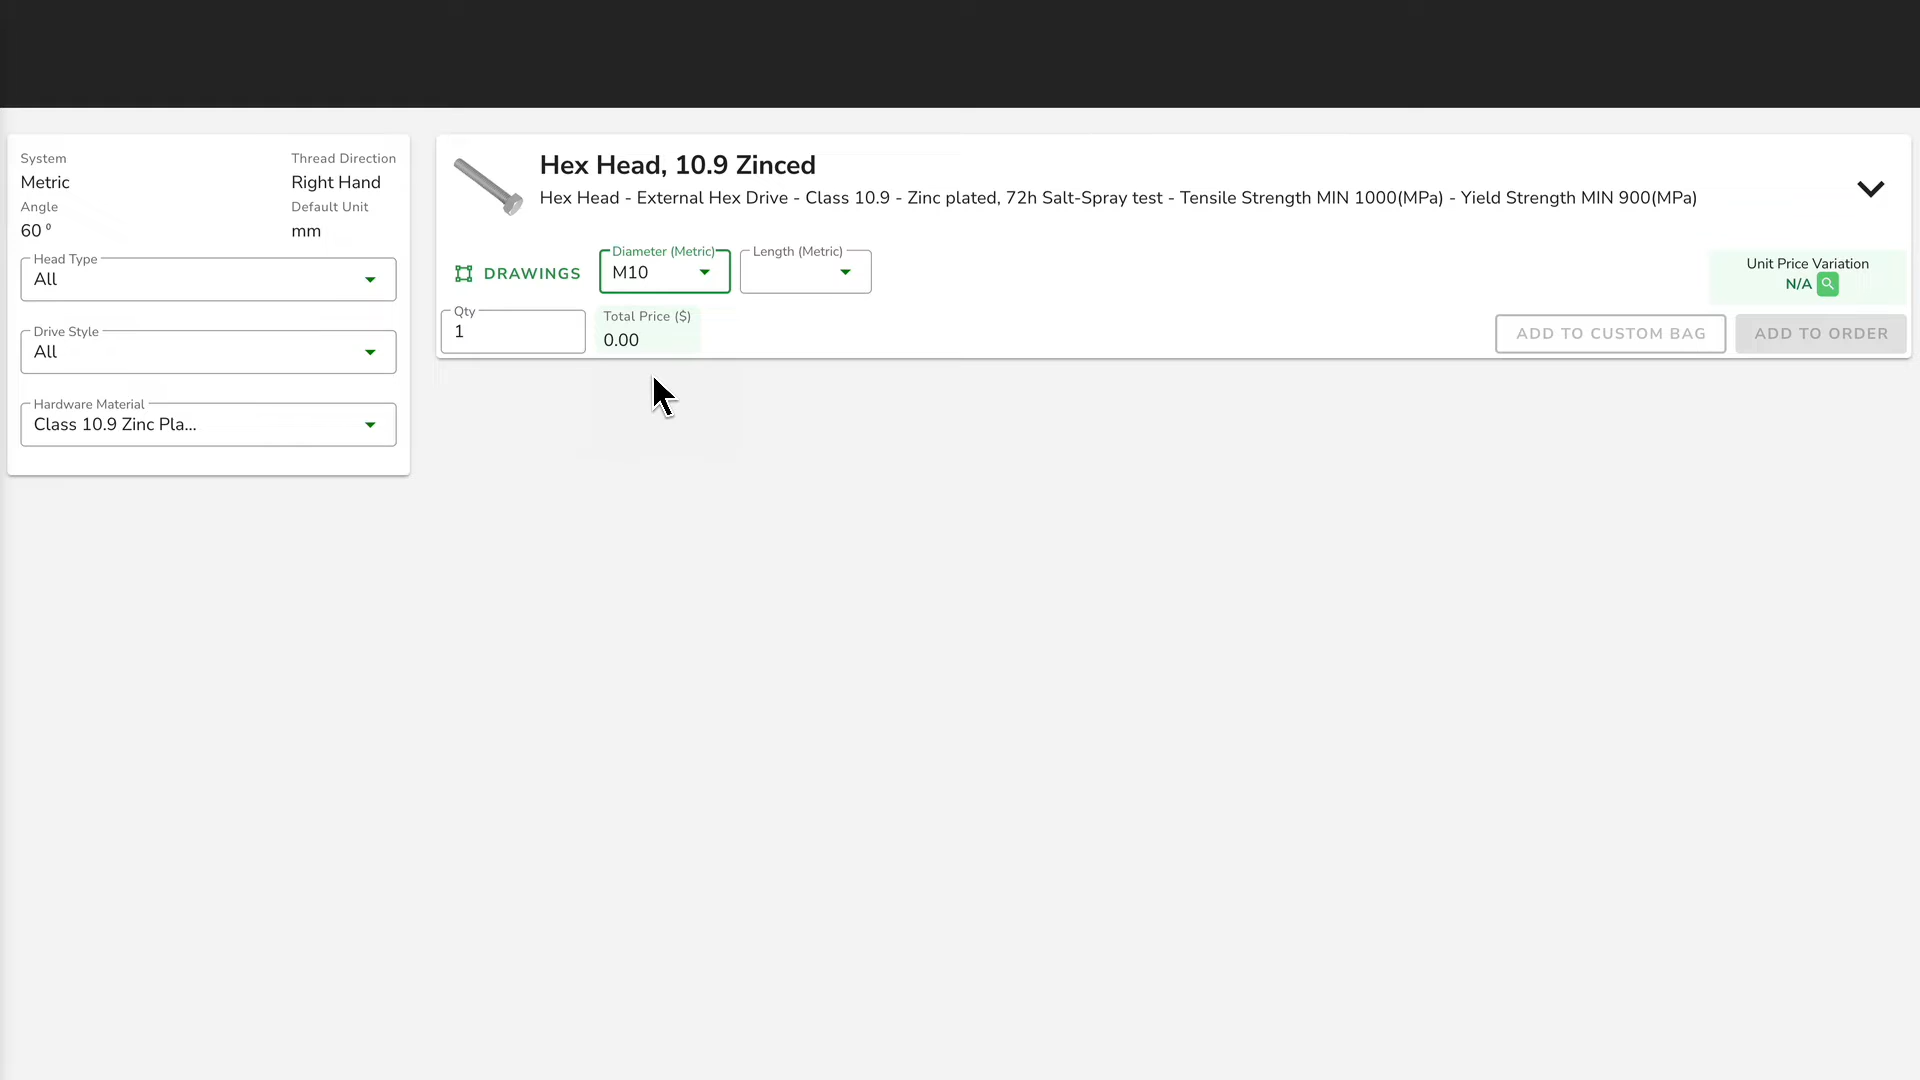 System
Metric
Thread Direction
Right Hand
Angle
60 º
Default Unit
mm
Head Type
All
Drive Style
All
Hardware Material
Class 10.9 Zinc Pla...
Hex Head, 10.9 Zinced
Hex Head - External Hex Drive - Class 10.9 - Zinc plated, 72h Salt-Spray test - Tensile Strength MIN 1000(MPa) - Yield Strength MIN 900(MPa)
DRAWINGS
Diameter (Metric)
M10
Length (Metric)
Unit Price Variation
N/A
Qty
1
Total Price ($)
0.00
ADD TO CUSTOM BAG
ADD TO ORDER